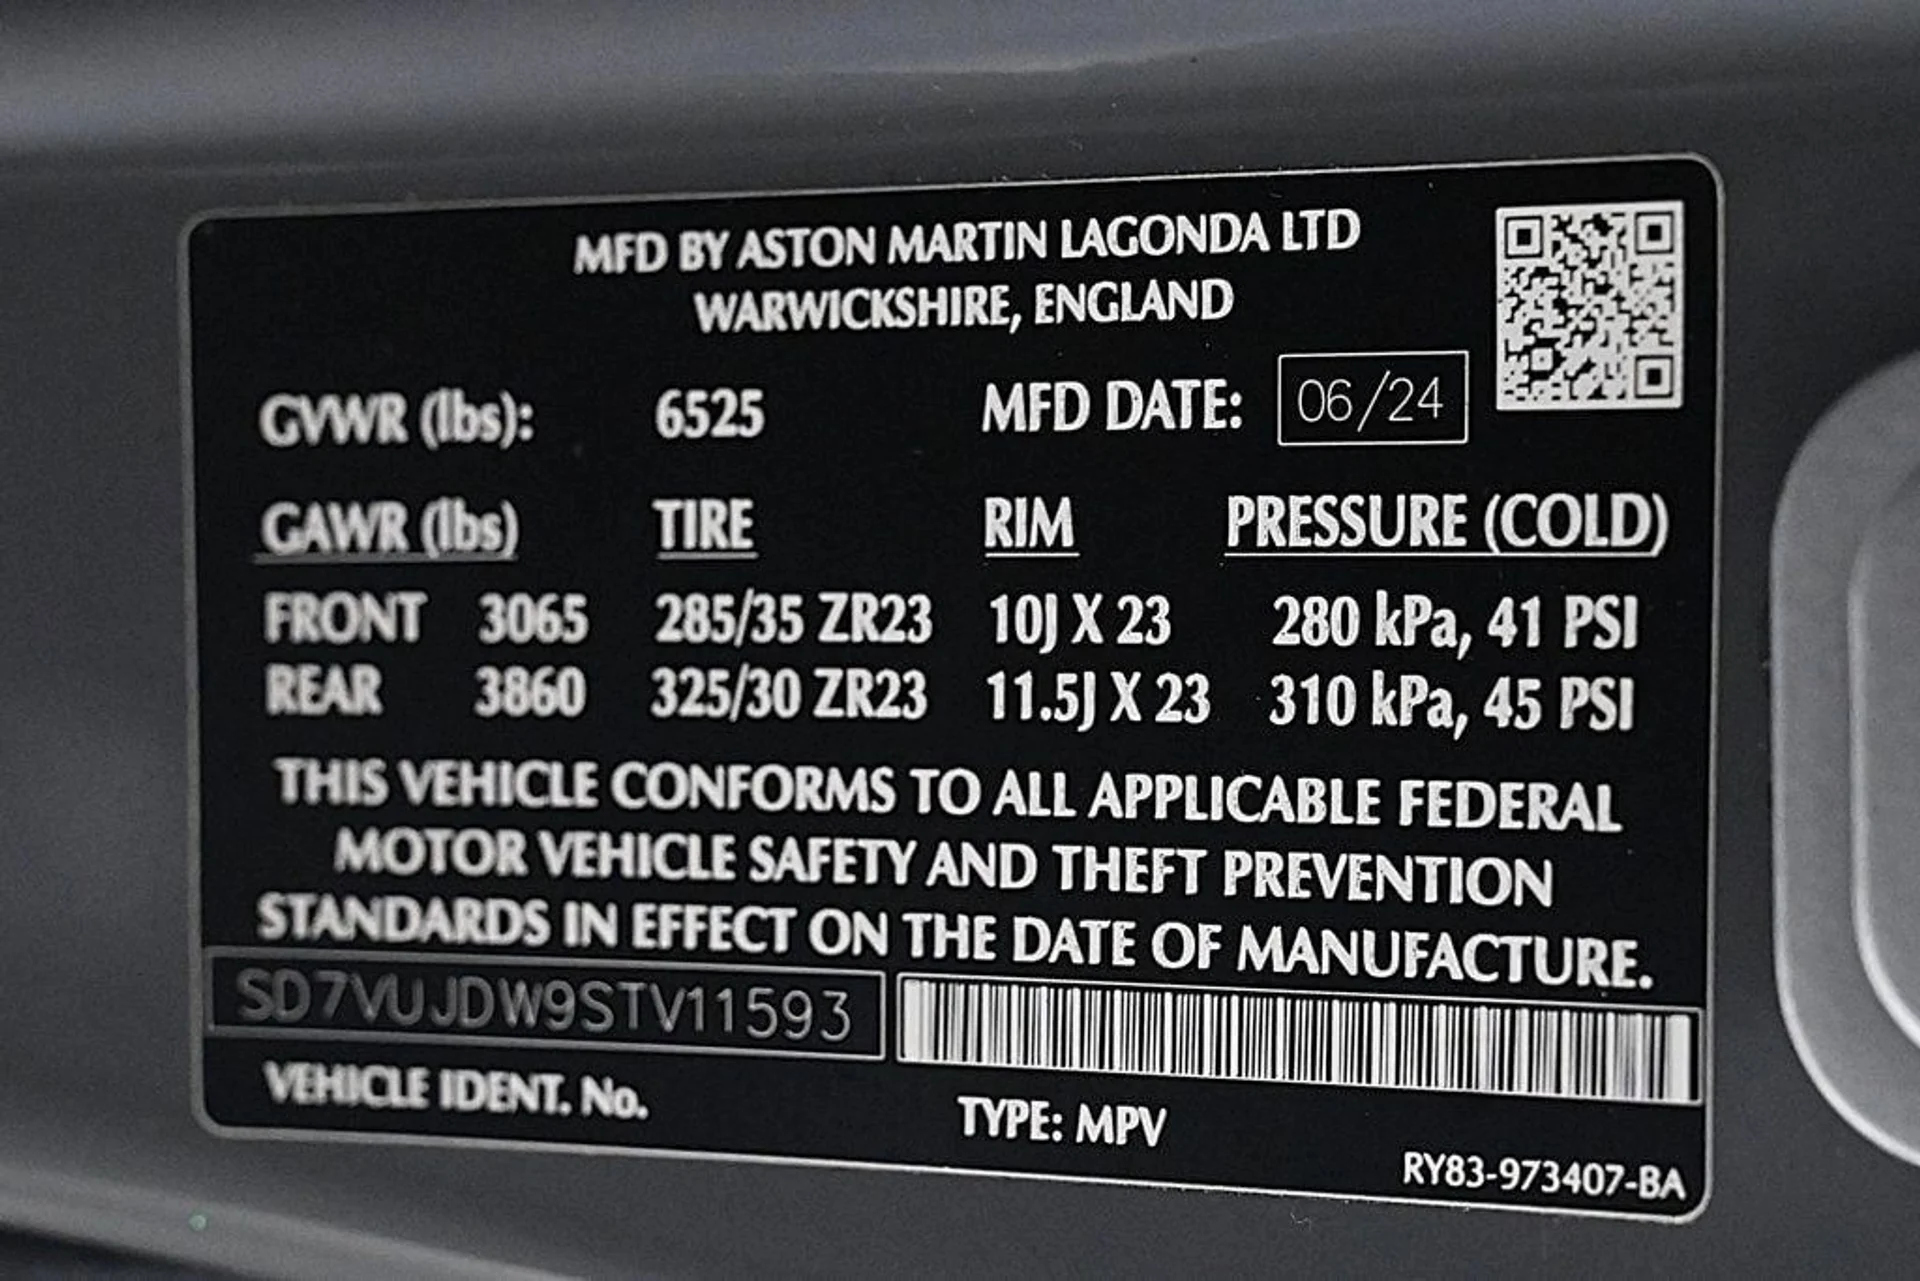 MFD BY ASTON MARTIN LAGONDA LTD
WARWICKSHIRE, ENGLAND
GVWR (lbs): 6525 MFD DATE: 06/24
GAWR (lbs) TIRE RIM PRESSURE (COLD)
FRONT 3065 285/35 ZR23 10J X 23 280 kPa, 41 PSI
REAR 3860 325/30 ZR23 11.5J X 23 310 kPa, 45 PSI
THIS VEHICLE CONFORMS TO ALL APPLICABLE FEDERAL
MOTOR VEHICLE SAFETY AND THEFT PREVENTION
STANDARDS IN EFFECT ON THE DATE OF MANUFACTURE.
SD7VUJDW9STV11593
VEHICLE IDENT. No. TYPE: MPV
RY83-973407-BA